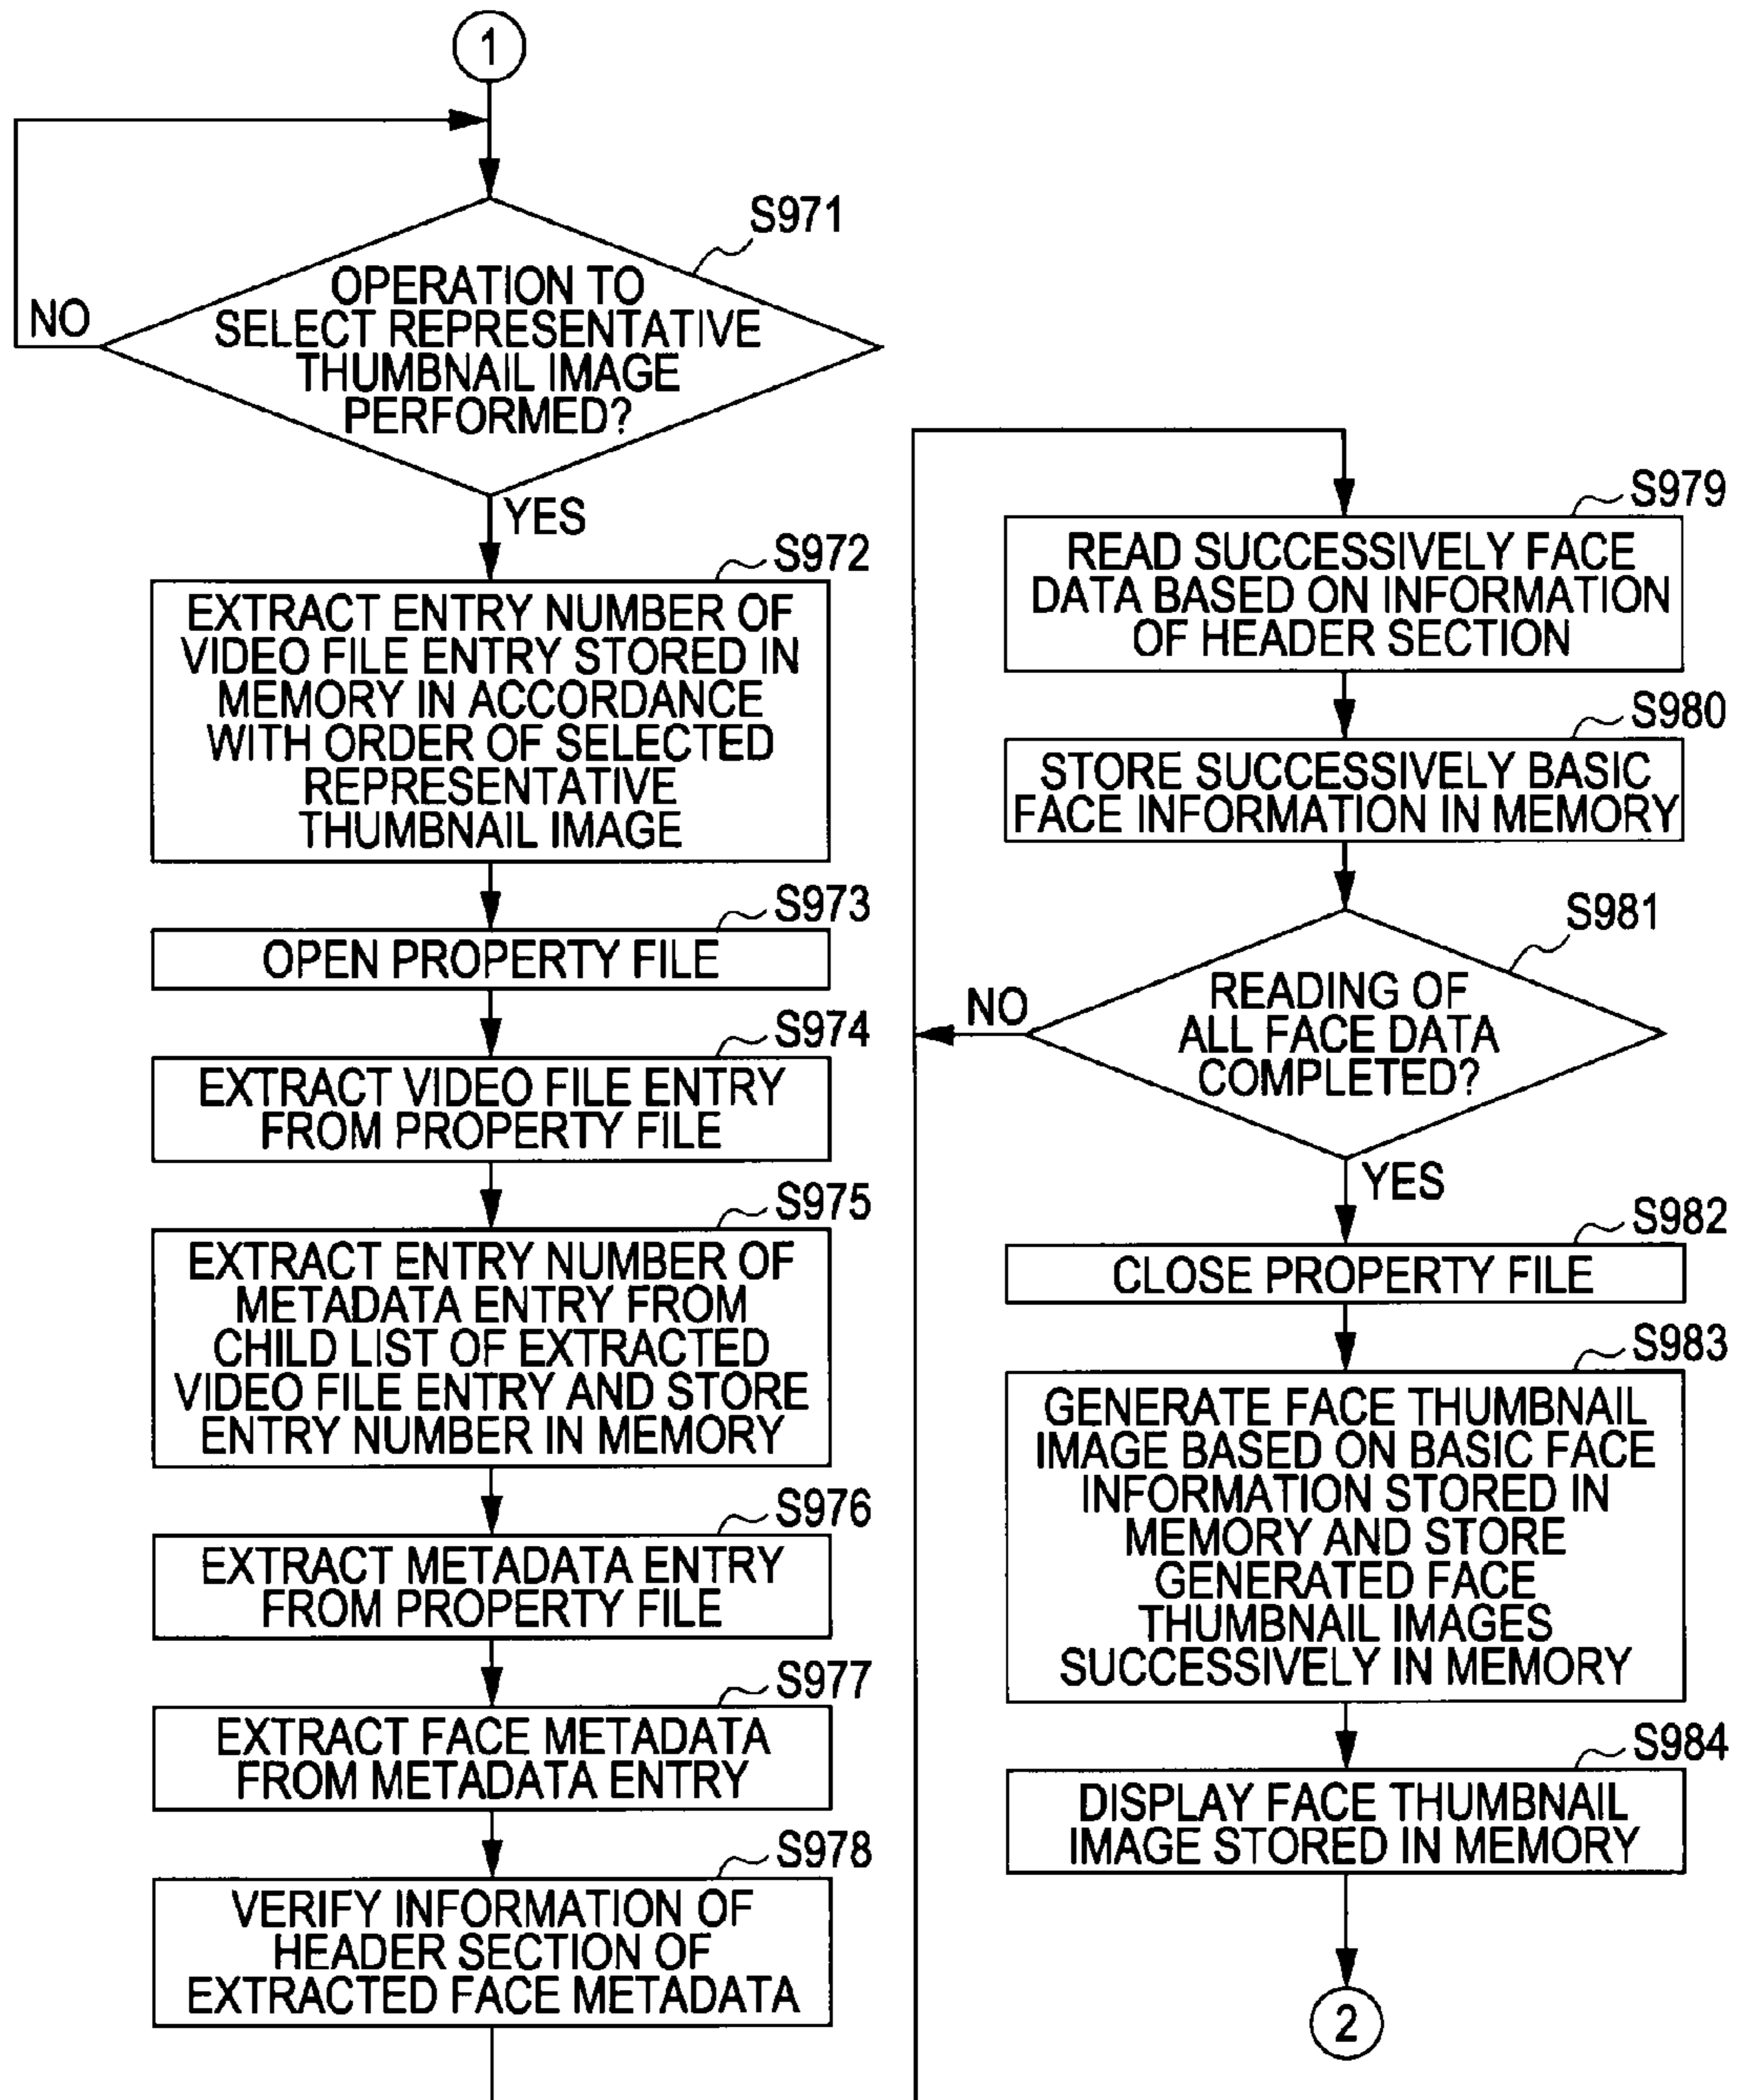 1
S971
OPERATION TO
SELECT REPRESENTATIVE
THUMBNAIL IMAGE
PERFORMED?
NO
YES
S972
EXTRACT ENTRY NUMBER OF
VIDEO FILE ENTRY STORED IN
MEMORY IN ACCORDANCE
WITH ORDER OF SELECTED
REPRESENTATIVE
THUMBNAIL IMAGE
S973
OPEN PROPERTY FILE
S974
EXTRACT VIDEO FILE ENTRY
FROM PROPERTY FILE
S975
EXTRACT ENTRY NUMBER OF
METADATA ENTRY FROM
CHILD LIST OF EXTRACTED
VIDEO FILE ENTRY AND STORE
ENTRY NUMBER IN MEMORY
S976
EXTRACT METADATA ENTRY
FROM PROPERTY FILE
S977
EXTRACT FACE METADATA
FROM METADATA ENTRY
S978
VERIFY INFORMATION OF
HEADER SECTION OF
EXTRACTED FACE METADATA
S979
READ SUCCESSIVELY FACE
DATA BASED ON INFORMATION
OF HEADER SECTION
S980
STORE SUCCESSIVELY BASIC
FACE INFORMATION IN MEMORY
S981
READING OF
ALL FACE DATA
COMPLETED?
NO
YES
S982
CLOSE PROPERTY FILE
S983
GENERATE FACE THUMBNAIL
IMAGE BASED ON BASIC FACE
INFORMATION STORED IN
MEMORY AND STORE
GENERATED FACE
THUMBNAIL IMAGES
SUCCESSIVELY IN MEMORY
S984
DISPLAY FACE THUMBNAIL
IMAGE STORED IN MEMORY
2